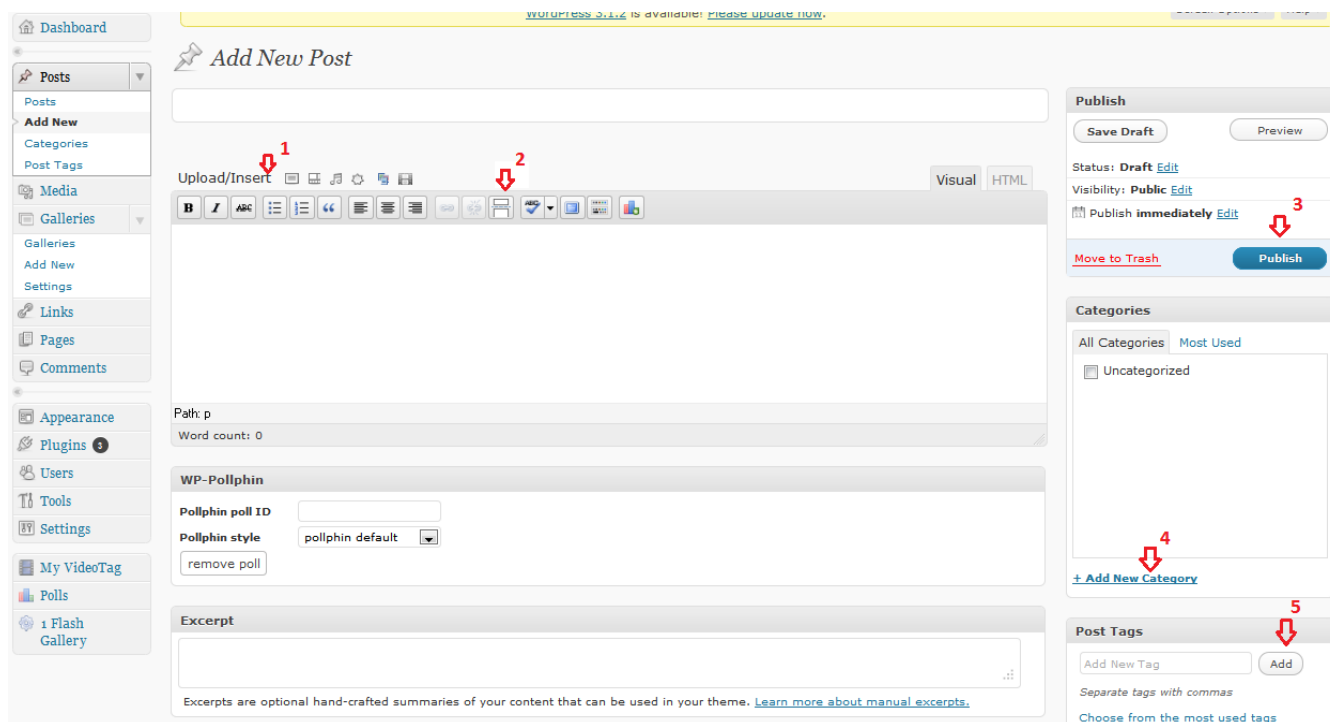 Dashboard
WordPress 3.1.2 is available! Please update now.
Add New Post
Posts
Posts
Add New
Categories
Post Tags
Media
Galleries
Galleries
Add New
Settings
Links
Pages
Comments
Appearance
Plugins 3
Users
Tools
Settings
My VideoTag
Polls
1 Flash
Gallery
1
2
Upload/Insert
Visual HTML
B I ABC
ABC
Path: p
Word count: 0
WP-Pollphin
Pollphin poll ID
Pollphin style pollphin default
remove poll
Excerpt
Excerpts are optional hand-crafted summaries of your content that can be used in your theme. Learn more about manual excerpts.
Publish
Save Draft Preview
Status: Draft Edit
Visibility: Public Edit
Publish immediately Edit
3
Move to Trash Publish
Categories
All Categories Most Used
Uncategorized
4
+ Add New Category
5
Post Tags
Add New Tag Add
Separate tags with commas
Choose from the most used tags